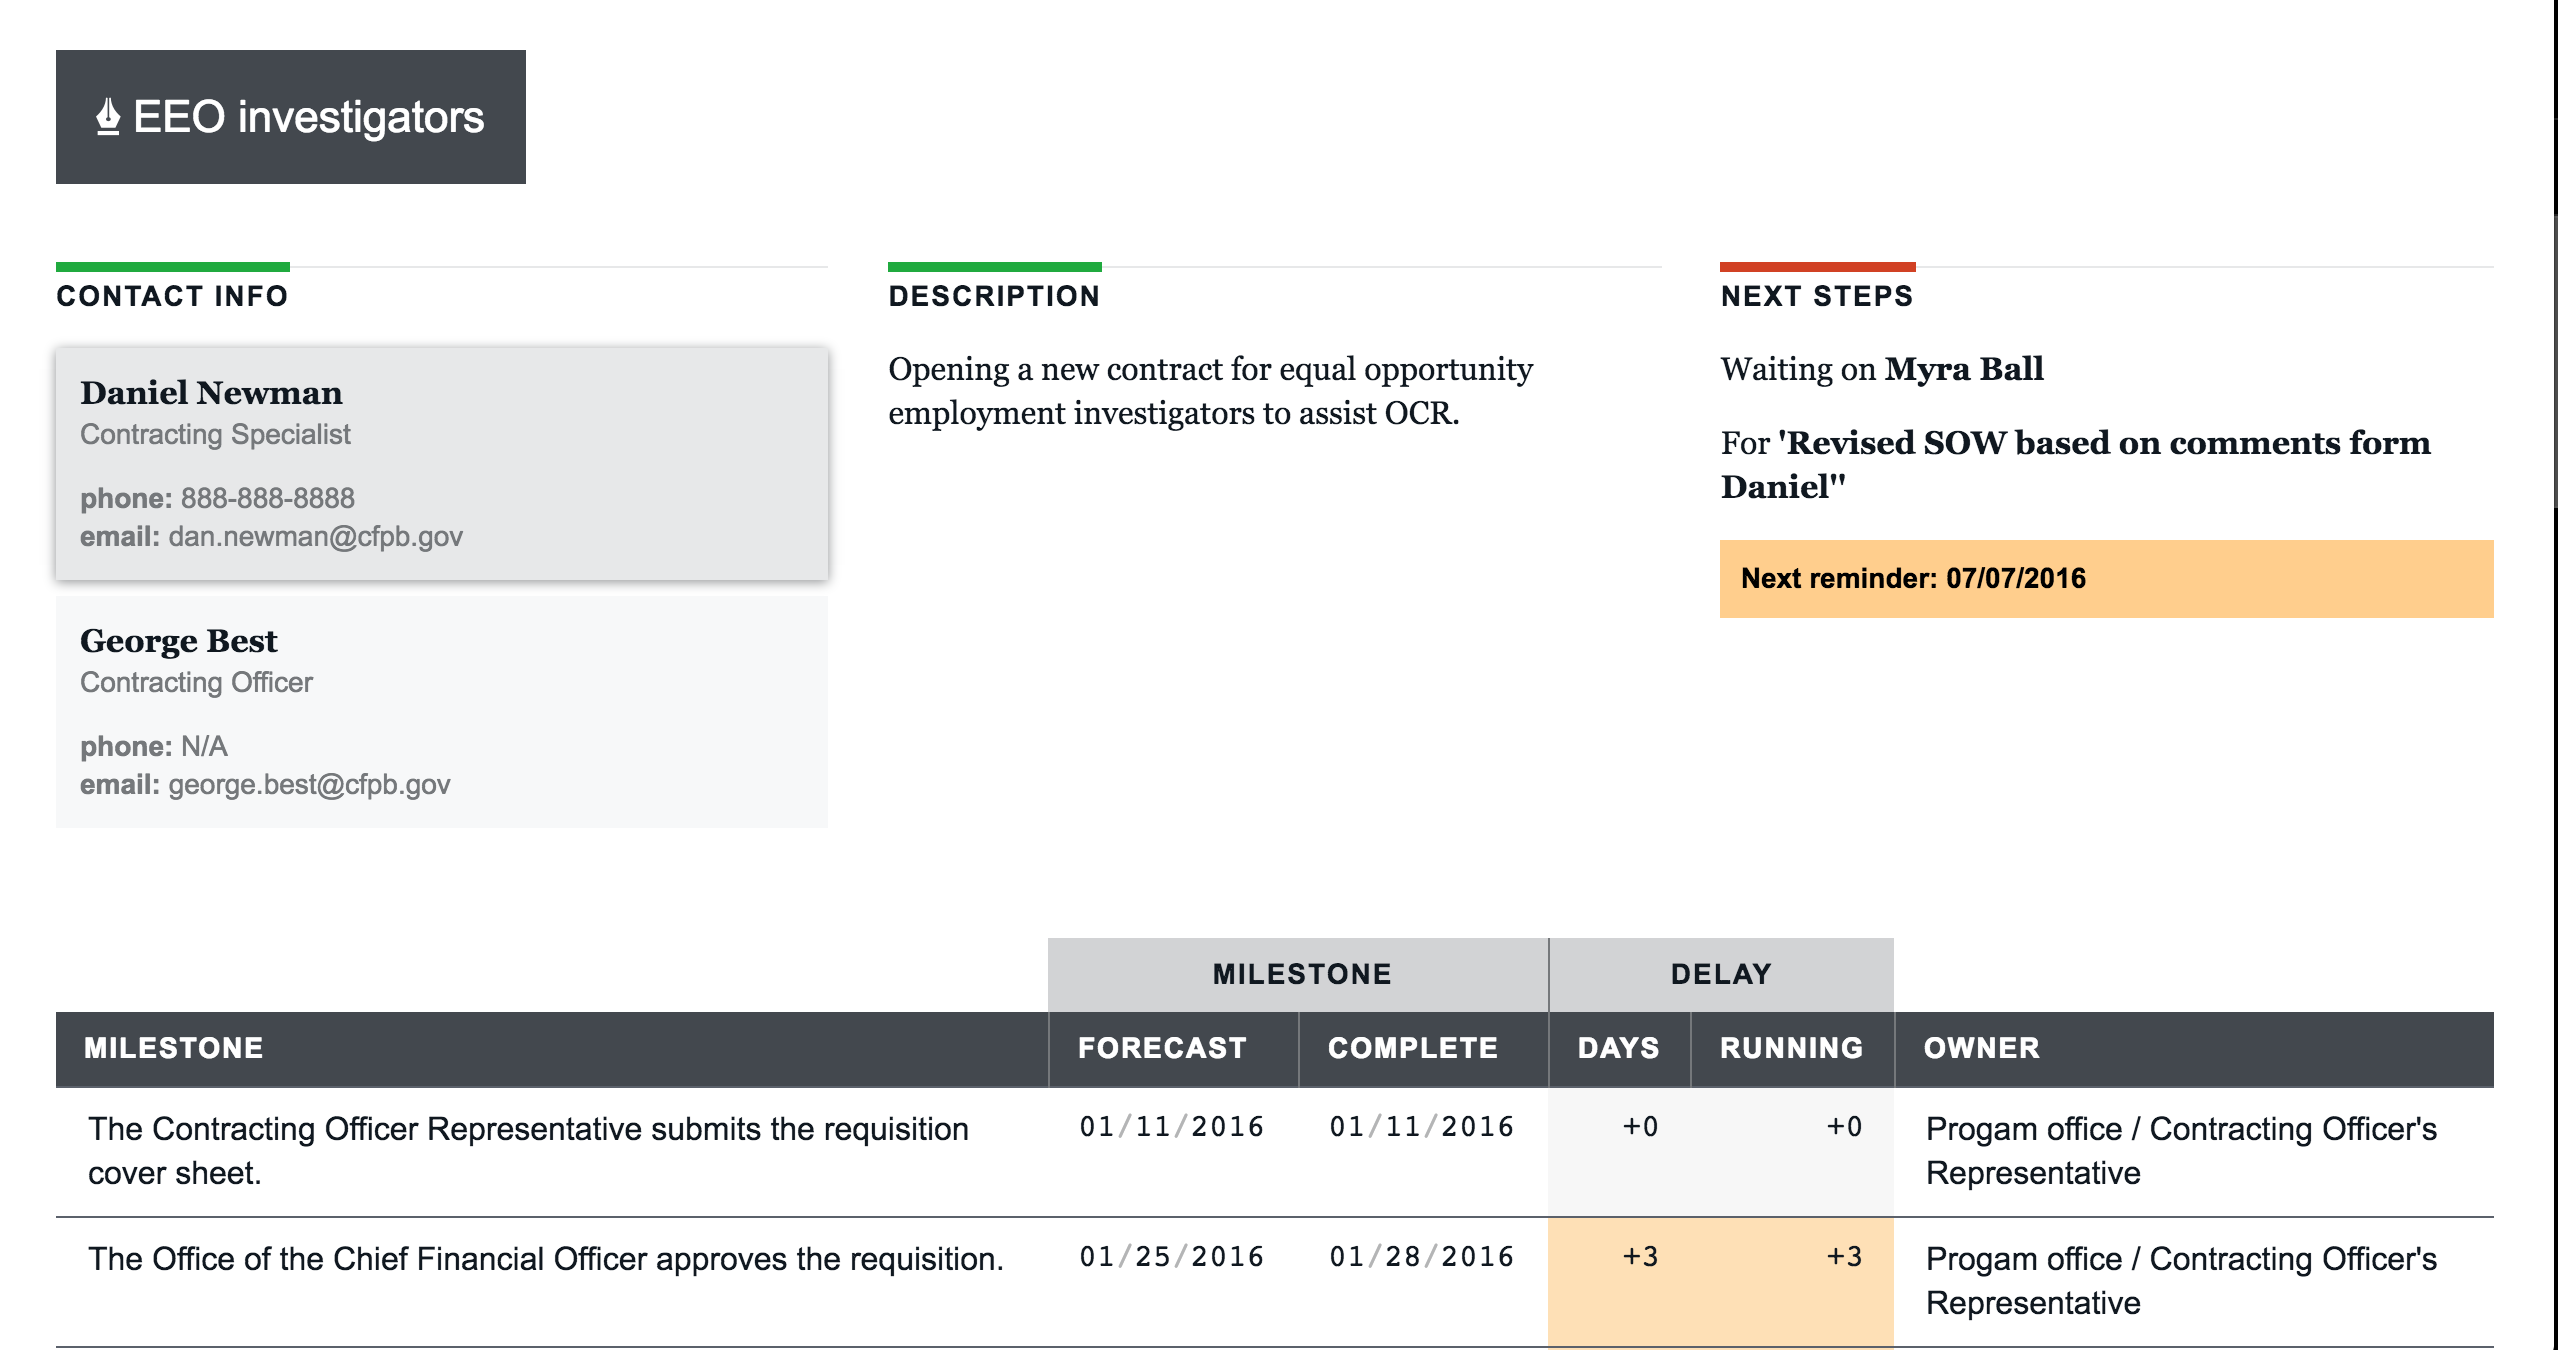 EEO investigators
CONTACT INFO
Daniel Newman
Contracting Specialist
phone: 888-888-8888
email: dan.newman@cfpb.gov
George Best
Contracting Officer
phone: N/A
email: george.best@cfpb.gov
DESCRIPTION
Opening a new contract for equal opportunity
employment investigators to assist OCR.
NEXT STEPS
Waiting on Myra Ball
For 'Revised SOW based on comments form
Daniel"
Next reminder: 07/07/2016
MILESTONE DELAY
MILESTONE FORECAST COMPLETE DAYS RUNNING OWNER
The Contracting Officer Representative submits the requisition
cover sheet.
01/11/2016 01/11/2016 +0 +0
Progam office / Contracting Officer's
Representative
The Office of the Chief Financial Officer approves the requisition.
01/25/2016 01/28/2016 +3 +3
Progam office / Contracting Officer's
Representative